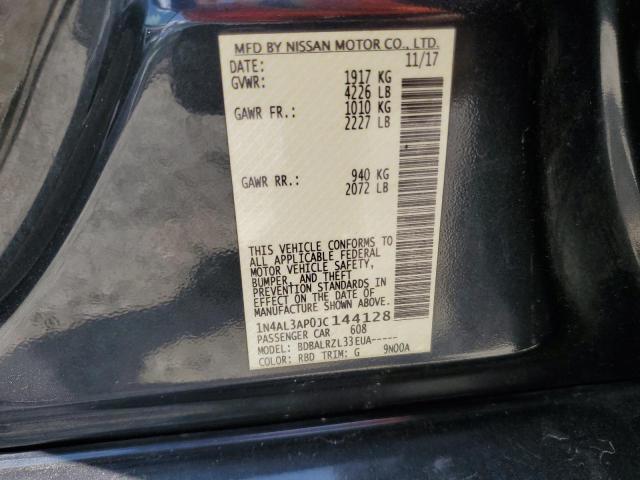 MFD BY NISSAN MOTOR CO., LTD.
DATE: 11/17
GVWR: 1917 KG
4226 LB
GAWR FR.: 1010 KG
2227 LB
GAWR RR.: 940 KG
2072 LB
THIS VEHICLE CONFORMS TO
ALL APPLICABLE FEDERAL
MOTOR VEHICLE SAFETY,
BUMPER, AND THEFT
PREVENTION STANDARDS IN
EFFECT ON THE DATE OF
MANUFACTURE SHOWN ABOVE.
1N4AL3AP0JC144128
PASSENGER CAR 608
MODEL: BDBALRZL33EUA-----
COLOR: RBD TRIM: G 9N00A